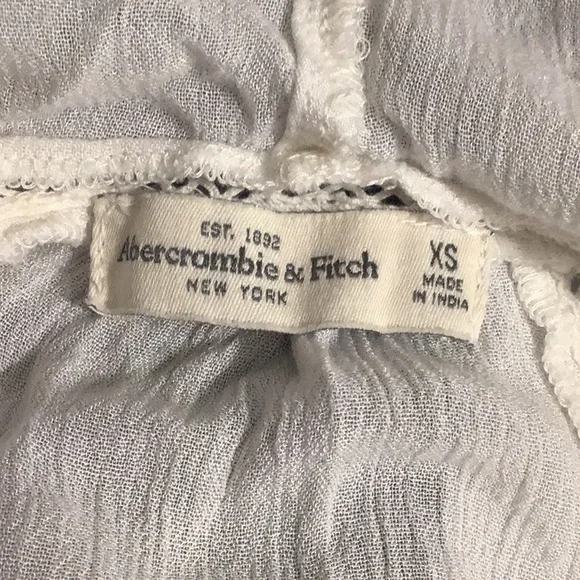 EST. 1892
Abercrombie & Fitch
NEW YORK
XS
MADE
IN INDIA